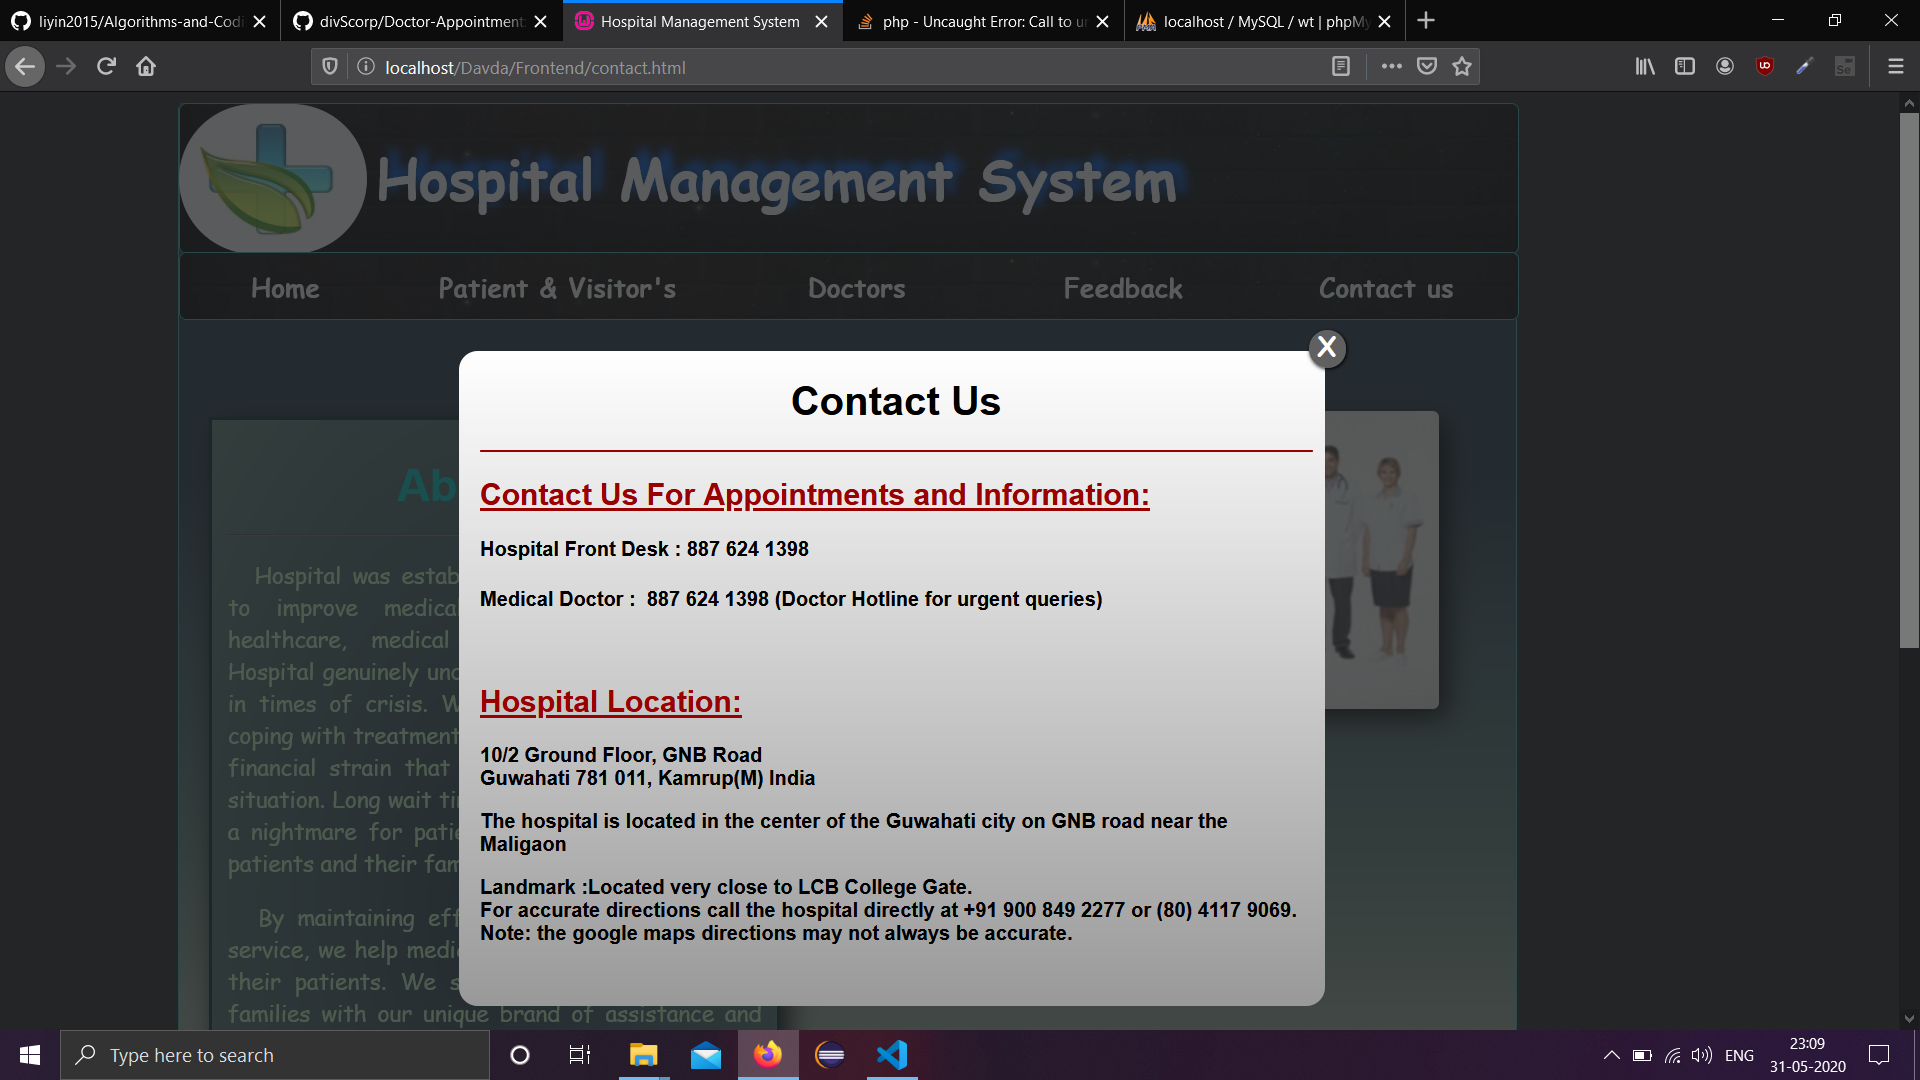 liyin2015/Algorithms-and-Codi
divScorp/Doctor-Appointment
Hospital Management System
php - Uncaught Error: Call to u
localhost / MySQL / wt | phpMy
localhost/Davda/Frontend/contact.html
Hospital Management System
Home Patient & Visitor's Doctors Feedback Contact us
X
Contact Us
Contact Us For Appointments and Information:
Hospital Front Desk : 887 624 1398
Medical Doctor : 887 624 1398 (Doctor Hotline for urgent queries)
Hospital Location:
10/2 Ground Floor, GNB Road
Guwahati 781 011, Kamrup(M) India
The hospital is located in the center of the Guwahati city on GNB road near the
Maligaon
Landmark :Located very close to LCB College Gate.
For accurate directions call the hospital directly at +91 900 849 2277 or (80) 4117 9069.
Note: the google maps directions may not always be accurate.
Ab
Hospital was estab
to improve medica
healthcare, medical
Hospital genuinely und
in times of crisis. W
coping with treatment
financial strain that
situation. Long wait ti
a nightmare for patie
patients and their fam
By maintaining eff
service, we help medi
their patients. We s
families with our unique brand of assistance and
Type here to search
ENG
23:09
31-05-2020